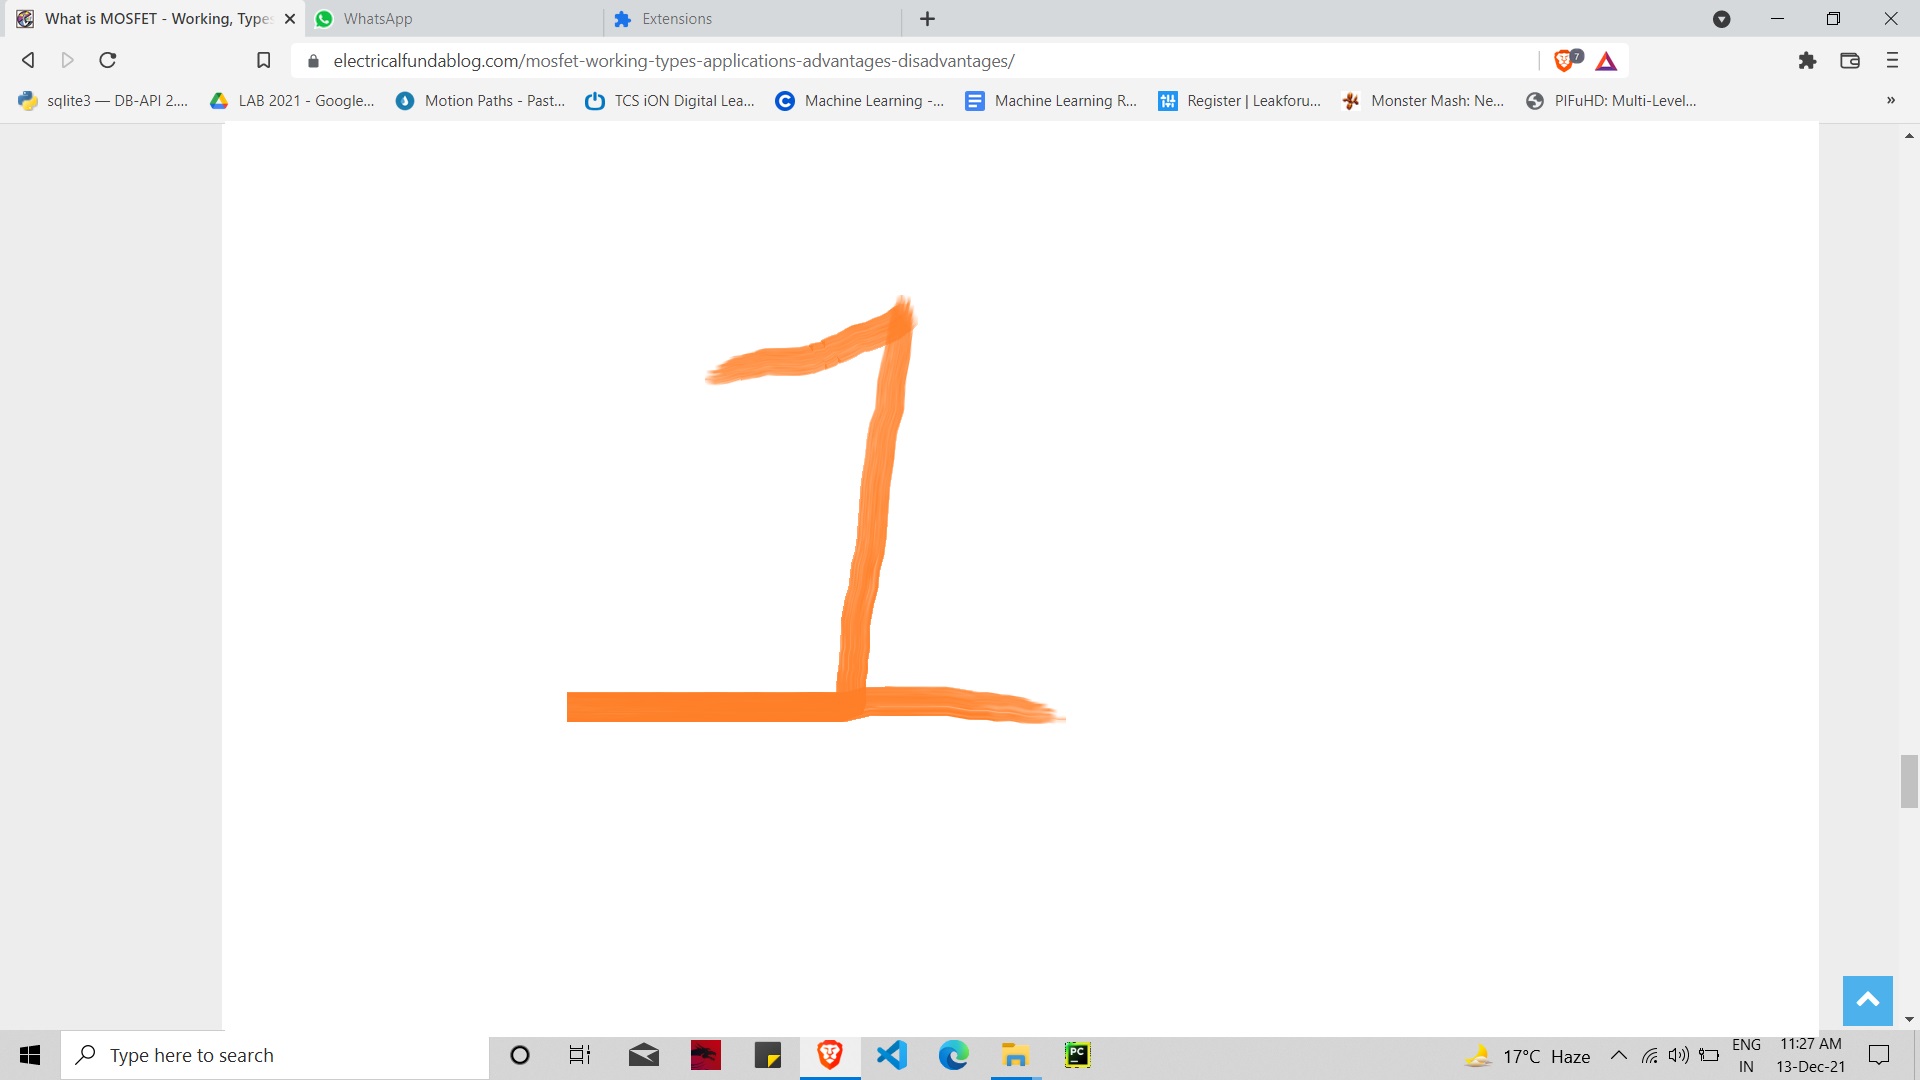 What is MOSFET - Working, Type
WhatsApp
Extensions
electricalfundablog.com/mosfet-working-types-applications-advantages-disadvantages/
7
sqlite3 — DB-API 2....
LAB 2021 - Google...
Motion Paths - Past...
TCS iON Digital Lea...
Machine Learning -...
Machine Learning R...
Register | Leakforu...
Monster Mash: Ne...
PIFuHD: Multi-Level...
»
1
Type here to search
PC
17°C Haze
ENG
IN
11:27 AM
13-Dec-21